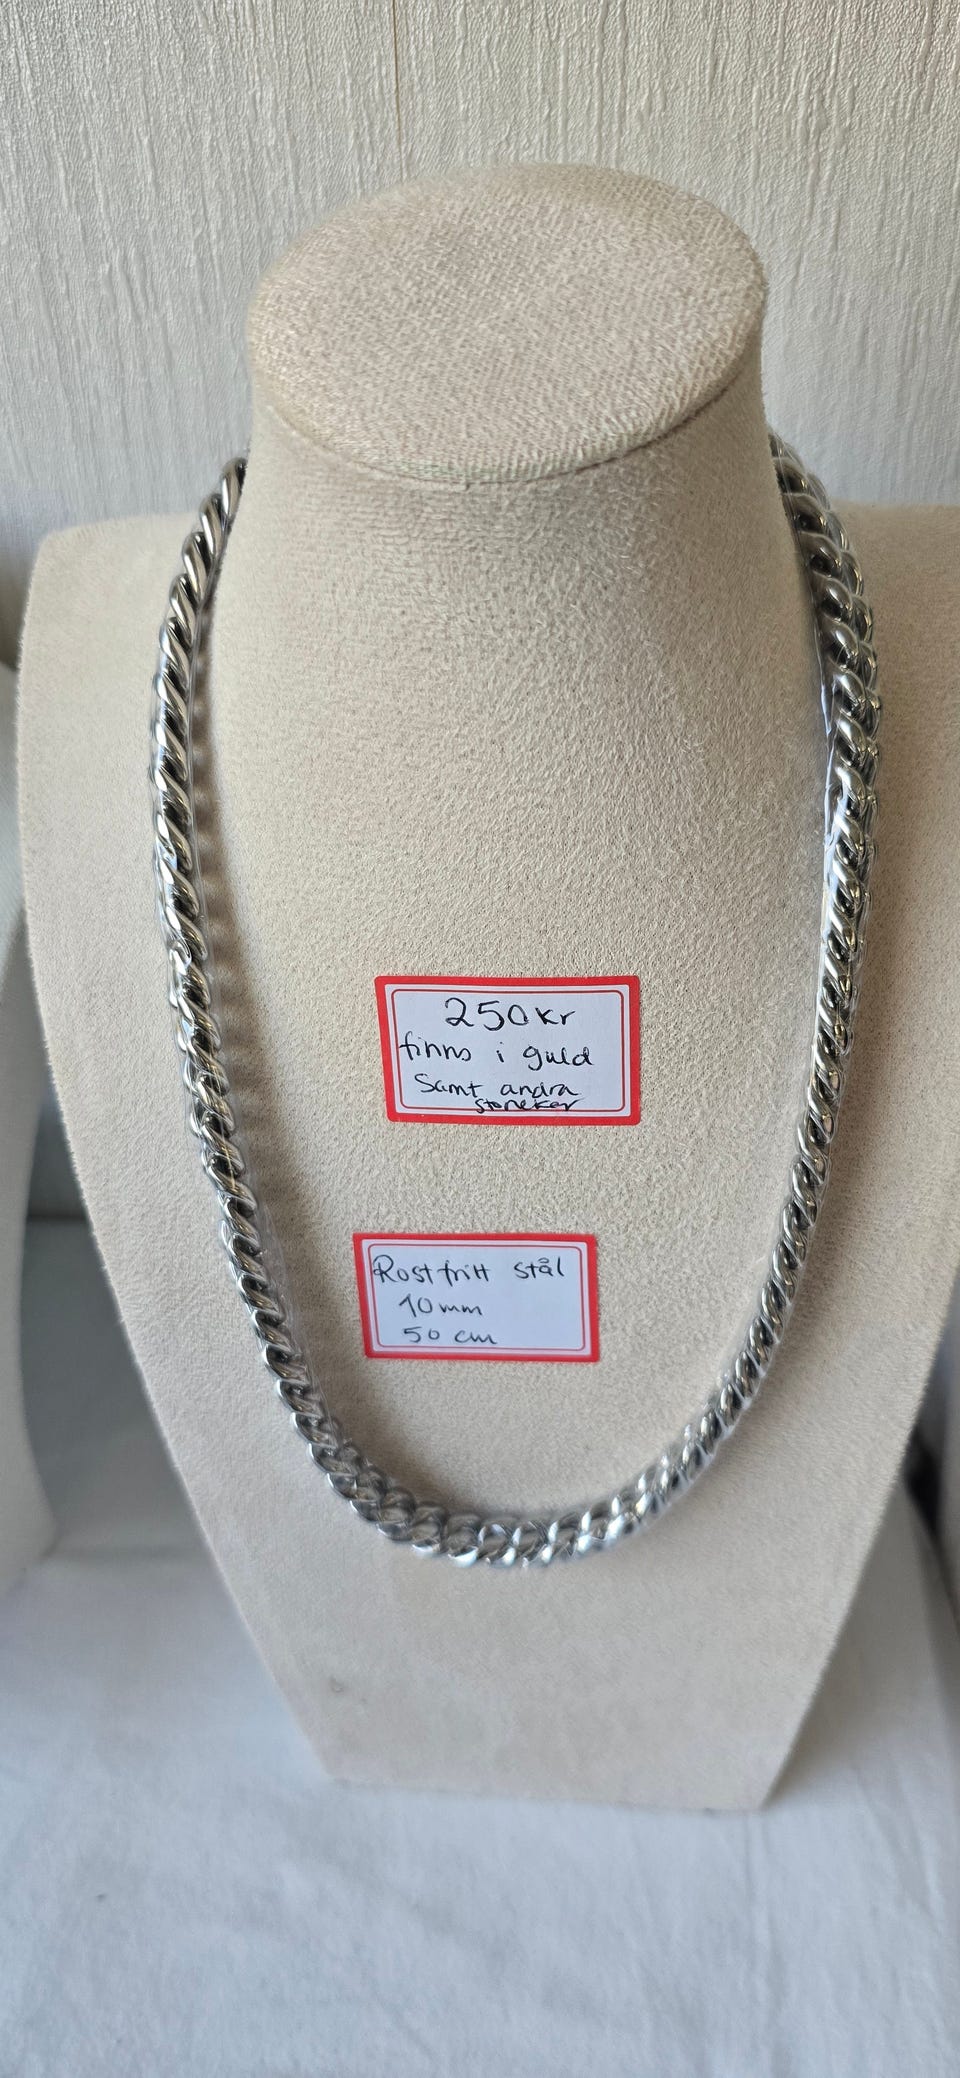 250kr
finns i guld
Samt andra
storlekar
Rostfritt stål
10mm
50 cm